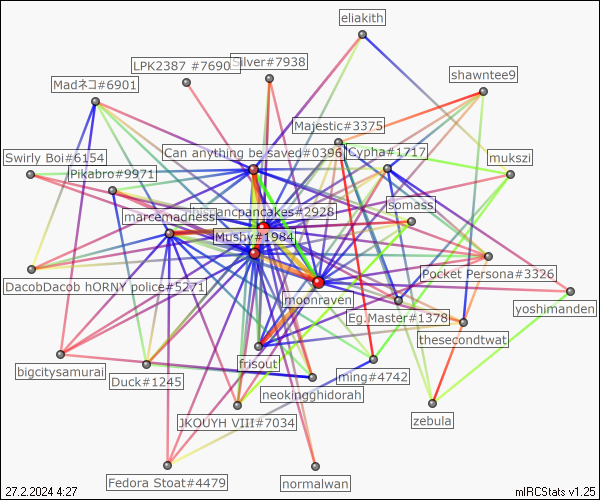 eliakith
LPK2387 #7690
Silver#7938
shawntee9
Madネコ#6901
Majestic#3375
Can anything be saved#0396
Cypha#1717
mukszi
Swirly Boi#6154
Pikabro#9971
ancpancakes#2928
somass
marcemadness
Musby#1984
Pocket Persona#3326
DacobDacob hORNY police#5271
moonraven
yoshimanden
Eg.Master#1378
thesecondtwat
frisout
bigcitysamurai
ming#4742
Duck#1245
neokingghidorah
JKOUYH VIII#7034
zebula
Fedora Stoat#4479
normalwan
27.2.2024 4:27
mIRCStats v1.25